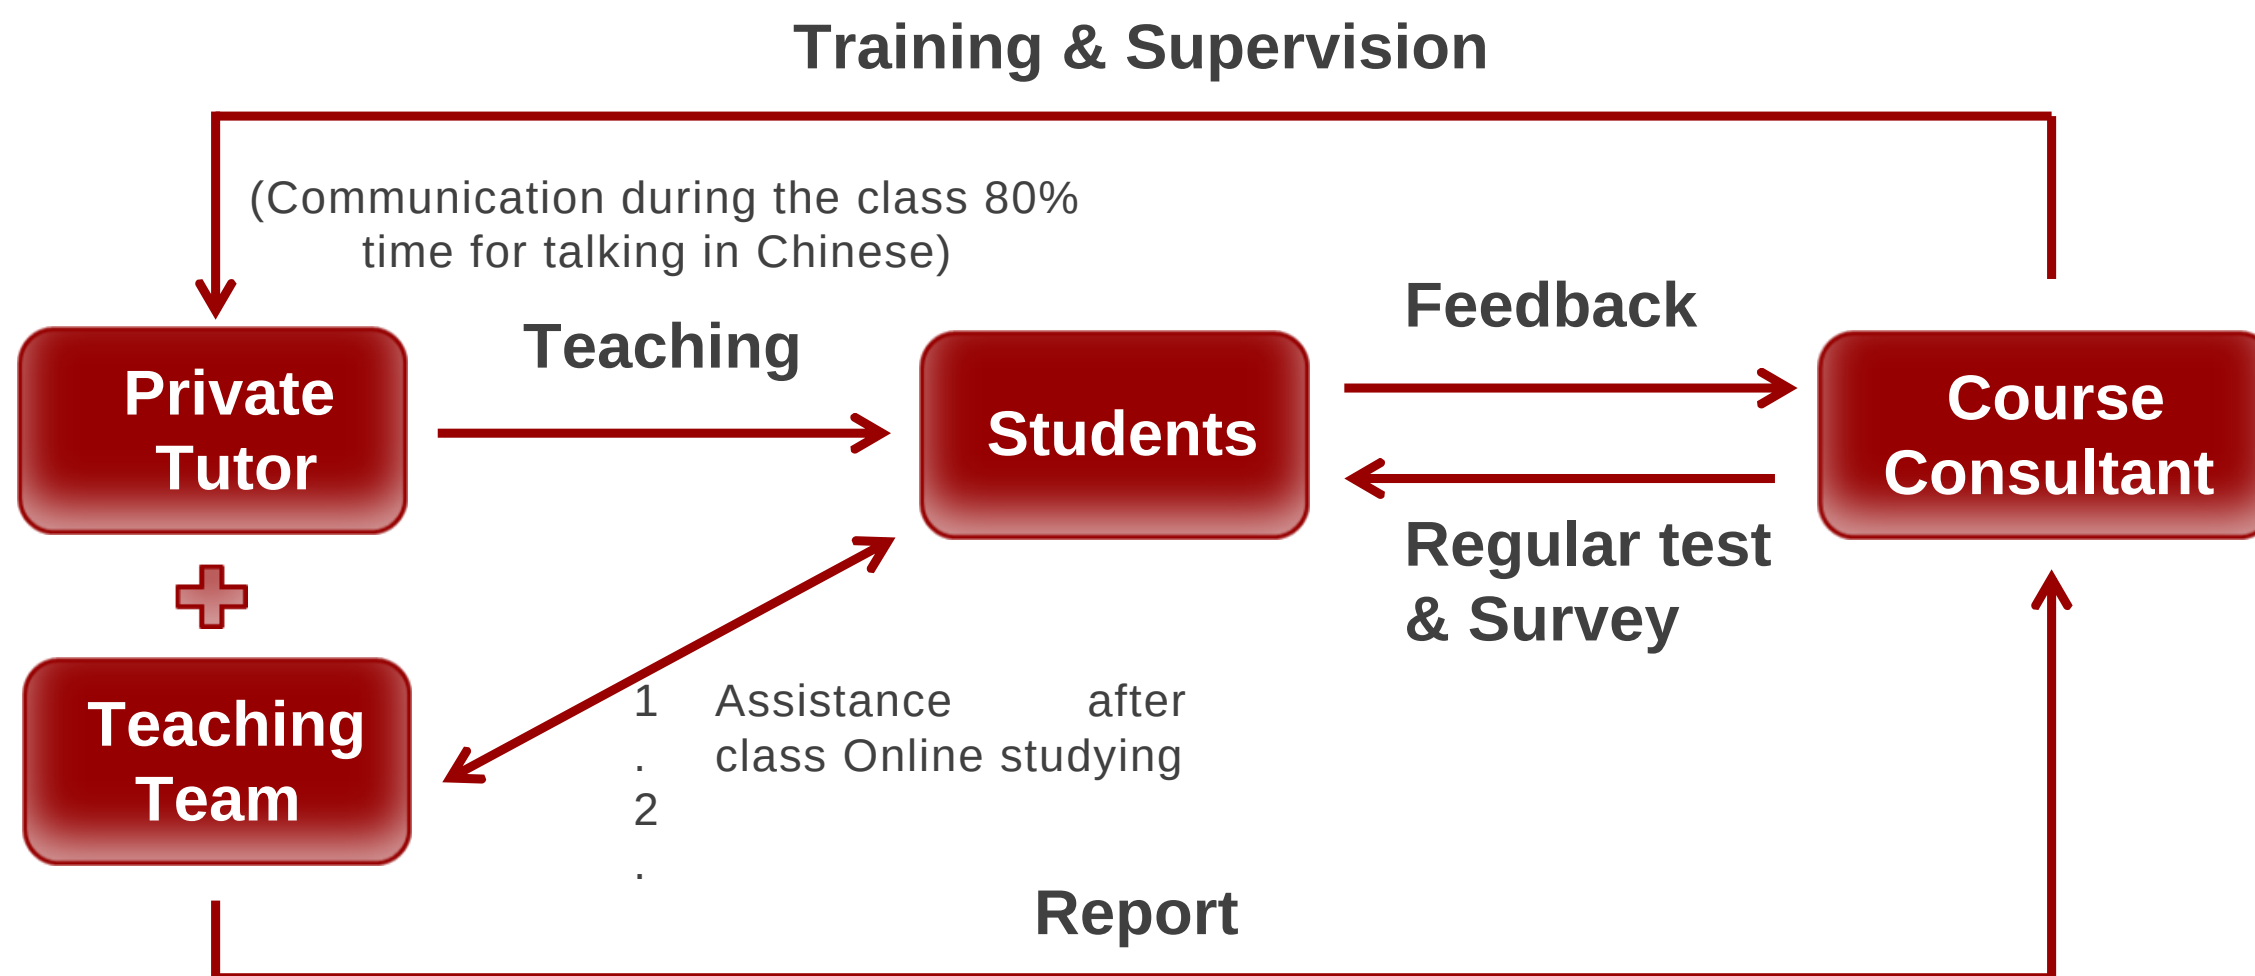 Training & Supervision
(Communication during the class 80%
time for talking in Chinese)
Teaching
Feedback
Private
Tutor
Students
Course
Consultant
Regular test
& Survey
Teaching
Team
1 Assistance after
. class Online studying
2
.
Report